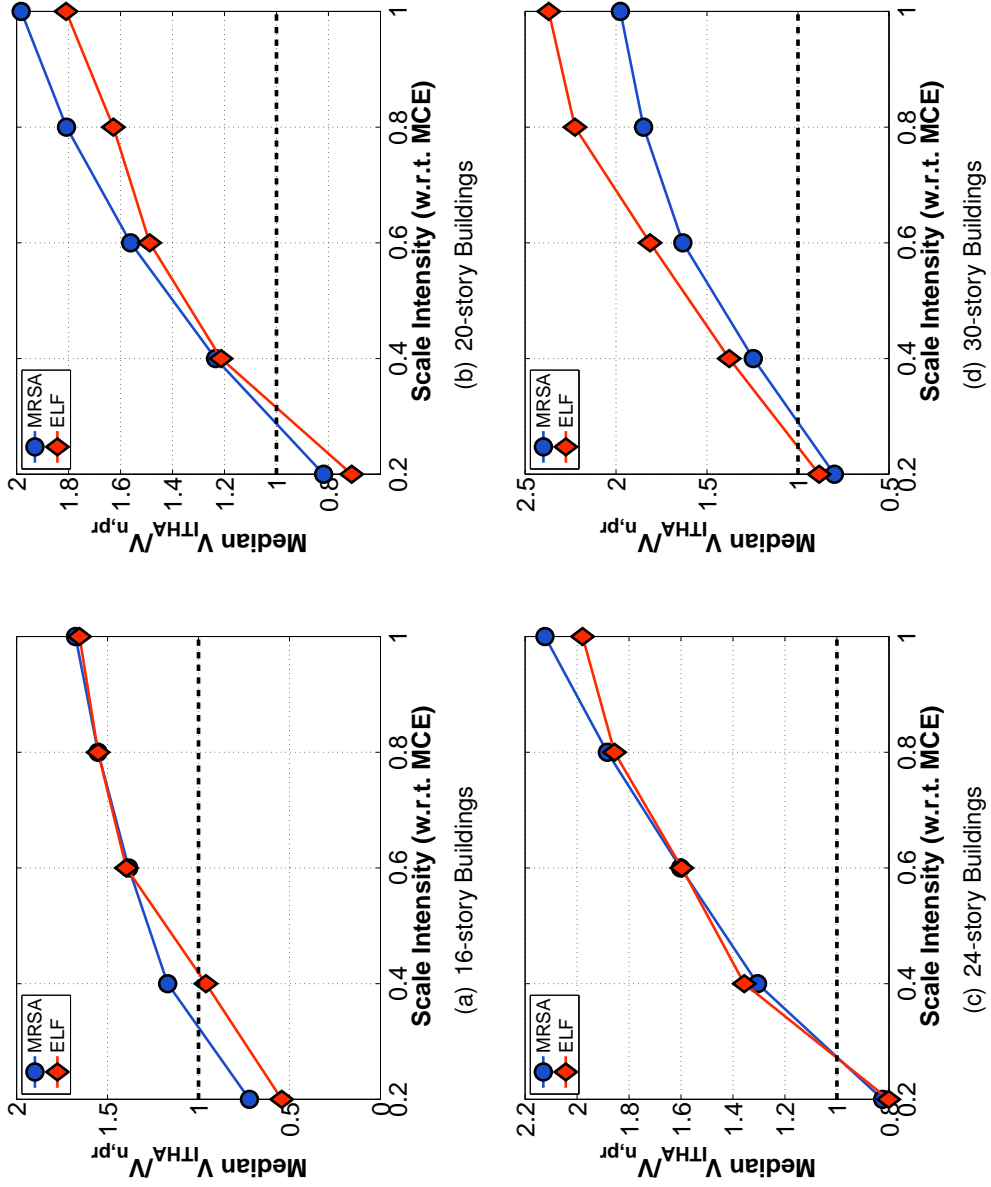 MRSA
ELF
2
1.5
1
0.5
0
0.2
0.4
0.6
0.8
1
Median V_ITHA/V_n,pr
Scale Intensity (w.r.t. MCE)
(a) 16-story Buildings
MRSA
ELF
2
1.8
1.6
1.4
1.2
1
0.8
0.2
0.4
0.6
0.8
1
Median V_ITHA/V_n,pr
Scale Intensity (w.r.t. MCE)
(b) 20-story Buildings
MRSA
ELF
2.2
2
1.8
1.6
1.4
1.2
1
0.8
0.2
0.4
0.6
0.8
1
Median V_ITHA/V_n,pr
Scale Intensity (w.r.t. MCE)
(c) 24-story Buildings
MRSA
ELF
2.5
2
1.5
1
0.5
0.2
0.4
0.6
0.8
1
Median V_ITHA/V_n,pr
Scale Intensity (w.r.t. MCE)
(d) 30-story Buildings